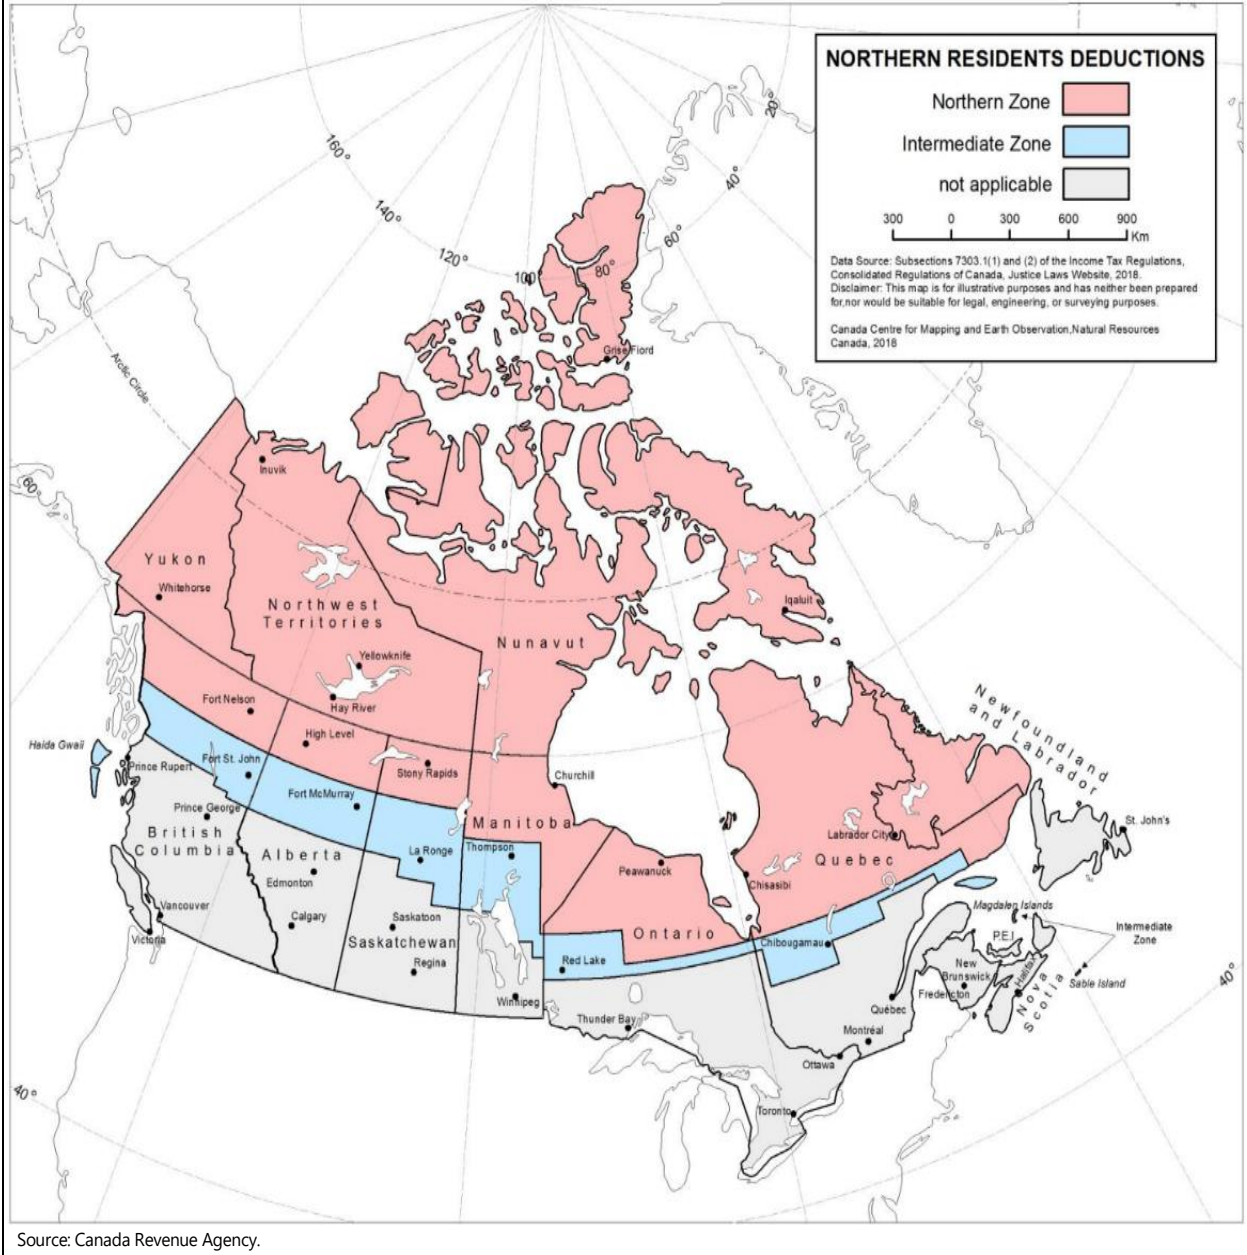 NORTHERN RESIDENTS DEDUCTIONS
Northern Zone
Intermediate Zone
not applicable
300 0 300 600 900
Km
Data Source: Subsections 7303.1(1) and (2) of the Income Tax Regulations,
Consolidated Regulations of Canada, Justice Laws Website, 2018.
Disclaimer: This map is for illustrative purposes and has neither been prepared
for,nor would be suitable for legal, engineering, or surveying purposes.
Canada Centre for Mapping and Earth Observation,Natural Resources
Canada, 2018
160°
140°
120°
100°
80°
60°
40°
20°
Arctic Circle
60°
Grise Fiord
Inuvik
Yukon
Whitehorse
Northwest
Territories
Nunavut
Iqaluit
Yellowknife
Hay River
Fort Nelson
High Level
Stony Rapids
Churchill
Newfoundland
and Labrador
Haida Gwaii
Prince Rupert
Fort St. John
Fort McMurray
Prince George
British
Columbia
Alberta
Edmonton
La Ronge
Thompson
Manitoba
Peawanuck
Chisasibi
Labrador City
Quebec
St. John's
Vancouver
Victoria
Calgary
Saskatoon
Saskatchewan
Regina
Winnipeg
Red Lake
Ontario
Chibougamau
Magdalen Islands
P.E.I
Intermediate
Zone
Sable Island
New
Brunswick
Fredericton
Halifax
Nova
Scotia
Québec
Montréal
Ottawa
Thunder Bay
Toronto
40°
40°
Source: Canada Revenue Agency.